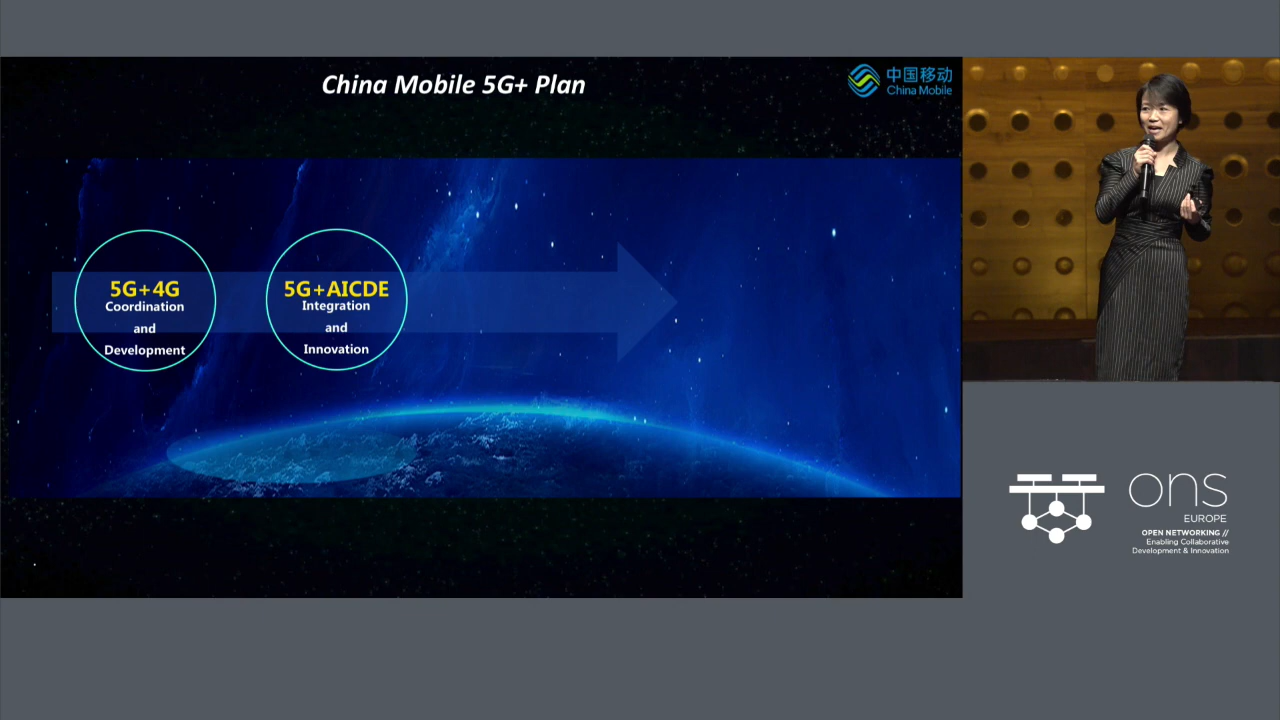 China Mobile 5G+ Plan
中国移动
China Mobile
5G+4G
Coordination
and
Development
5G+AICDE
Integration
and
Innovation
ons
EUROPE
OPEN NETWORKING //
Enabling Collaborative
Development & Innovation